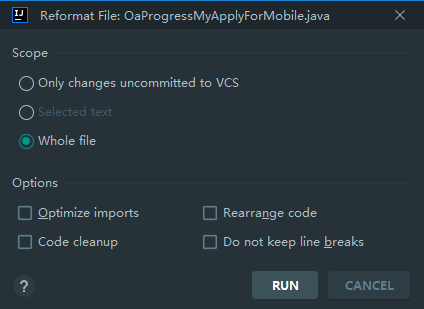 IJ Reformat File: OaProgressMyApplyForMobile.java
Scope
Only changes uncommitted to VCS
Selected text
Whole file
Options
Optimize imports
Rearrange code
Code cleanup
Do not keep line breaks
?
RUN
CANCEL